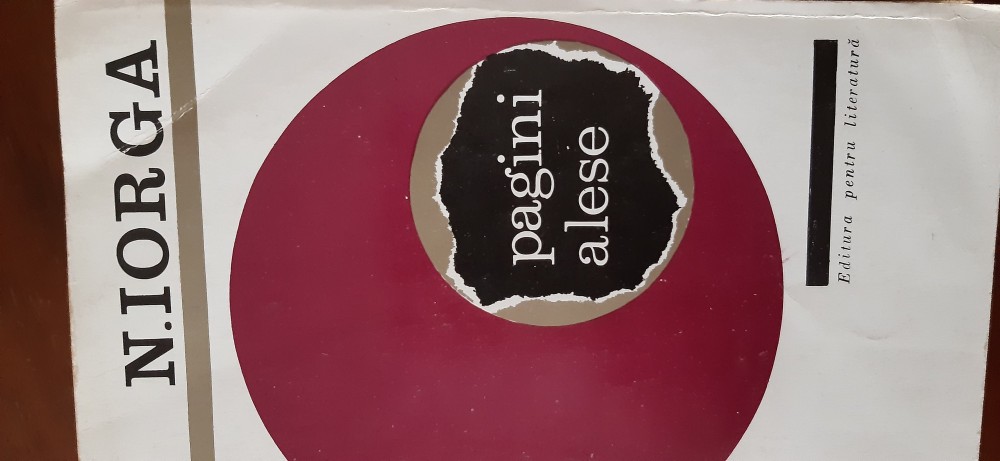 N.IORGA
pagini
alese
Editura pentru literatură